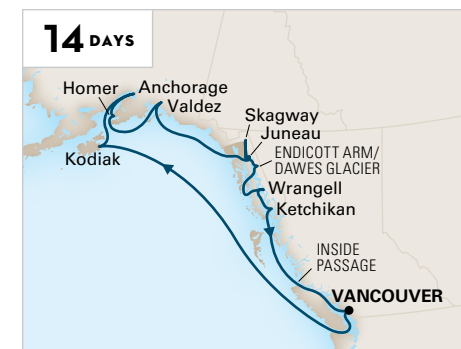 14 DAYS
Homer
Anchorage
Valdez
Kodiak
Skagway
Juneau
ENDICOTT ARM/
DAWES GLACIER
Wrangell
Ketchikan
INSIDE
PASSAGE
VANCOUVER